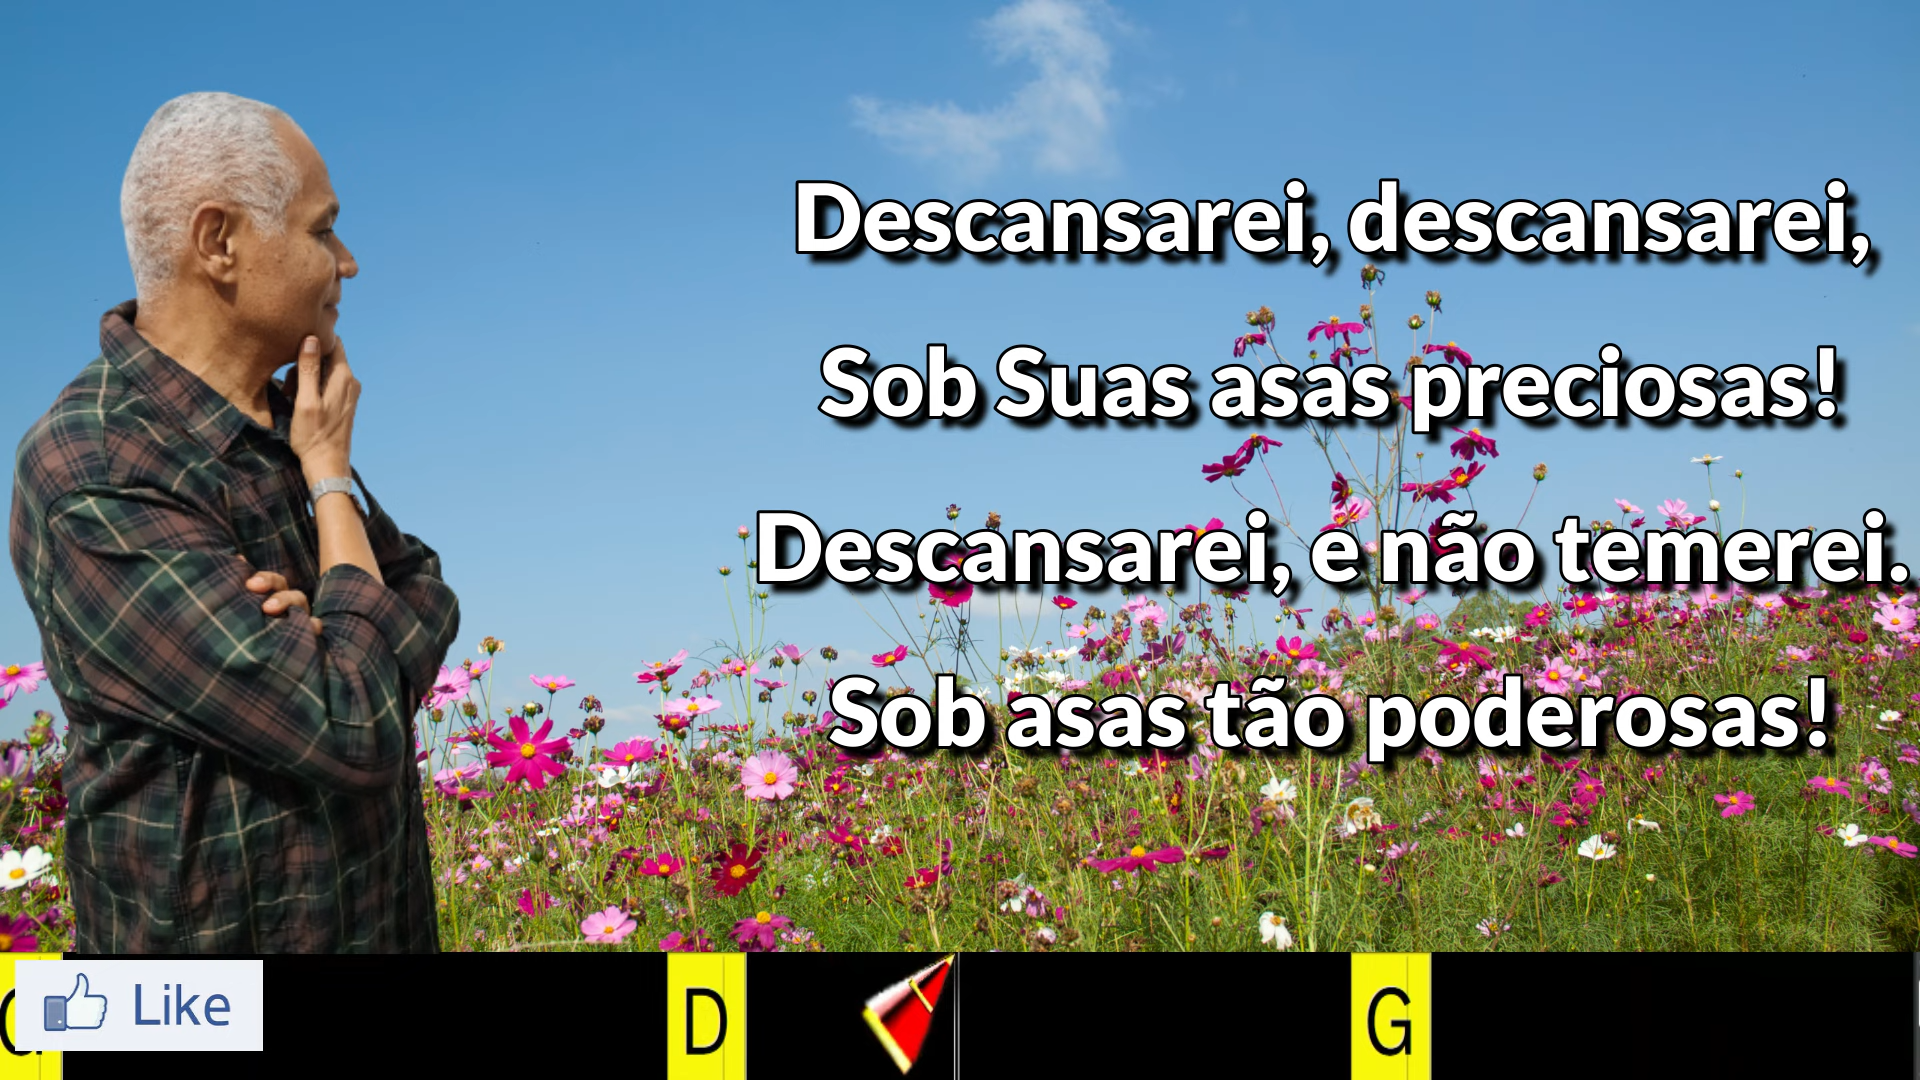 Descansarei, descansarei,
Sob Suas asas preciosas!
Descansarei, e não temerei.
Sob asas tão poderosas!
Like
D
G